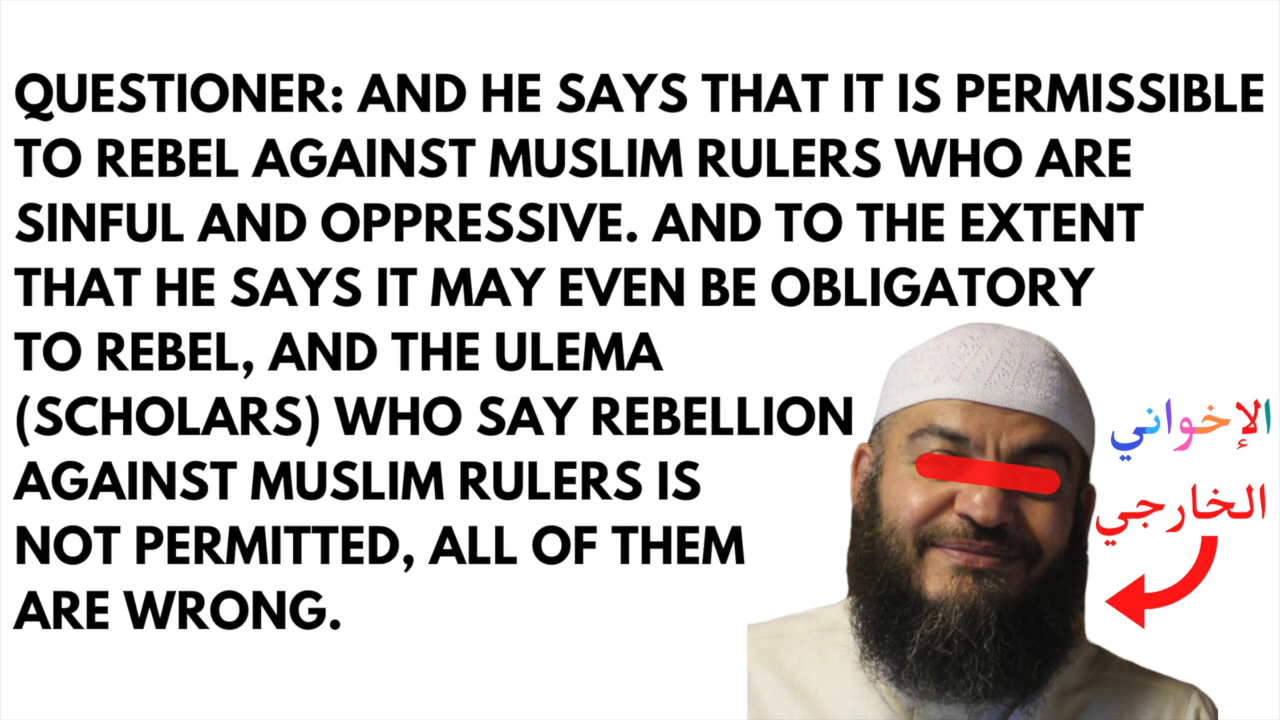 QUESTIONER: AND HE SAYS THAT IT IS PERMISSIBLE
TO REBEL AGAINST MUSLIM RULERS WHO ARE
SINFUL AND OPPRESSIVE. AND TO THE EXTENT
THAT HE SAYS IT MAY EVEN BE OBLIGATORY
TO REBEL, AND THE ULEMA
(SCHOLARS) WHO SAY REBELLION
AGAINST MUSLIM RULERS IS
NOT PERMITTED, ALL OF THEM
ARE WRONG.
الإخواني
الخارجي